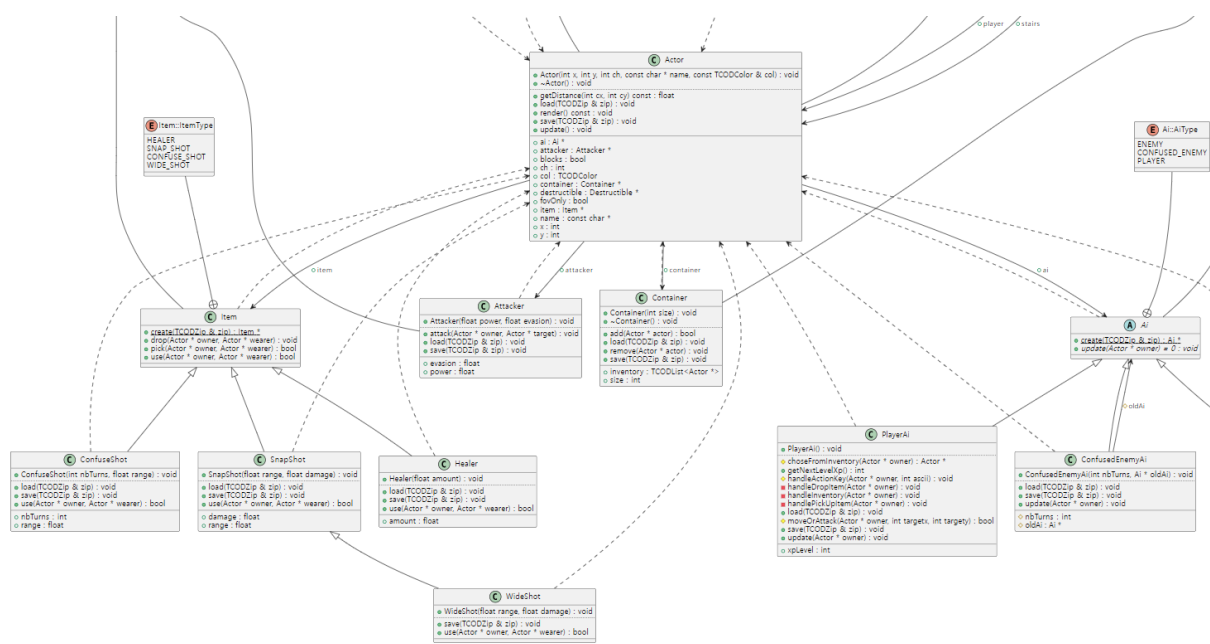 player
stairs
C Actor
Actor(int x, int y, int ch, const char * name, const TCODColor & col) : void
~Actor() : void
getDistance(int cx, int cy) const : float
load(TCODZip & zip) : void
render() const : void
save(TCODZip & zip) : void
update() : void
ai : Ai *
attacker : Attacker *
blocks : bool
ch : int
col : TCODColor
container : Container *
destructible : Destructible *
fovOnly : bool
item : Item *
name : const char *
x : int
y : int
E Item::ItemType
HEALER
SNAP_SHOT
CONFUSE_SHOT
WIDE_SHOT
E Ai::AiType
ENEMY
CONFUSED_ENEMY
PLAYER
item
attacker
container
ai
C Item
create(TCODZip & zip) : Item *
drop(Actor * owner, Actor * wearer) : void
pick(Actor * owner, Actor * wearer) : bool
use(Actor * owner, Actor * wearer) : bool
C Attacker
Attacker(float power, float evasion) : void
attack(Actor * owner, Actor * target) : void
load(TCODZip & zip) : void
save(TCODZip & zip) : void
evasion : float
power : float
C Container
Container(int size) : void
~Container() : void
add(Actor * actor) : bool
load(TCODZip & zip) : void
remove(Actor * actor) : void
save(TCODZip & zip) : void
inventory : TCODList<Actor *>
size : int
A Ai
create(TCODZip & zip) : Ai *
update(Actor * owner) = 0 : void
oldAi
C ConfuseShot
ConfuseShot(int nbTurns, float range) : void
load(TCODZip & zip) : void
save(TCODZip & zip) : void
use(Actor * owner, Actor * wearer) : bool
nbTurns : int
range : float
C SnapShot
SnapShot(float range, float damage) : void
load(TCODZip & zip) : void
save(TCODZip & zip) : void
use(Actor * owner, Actor * wearer) : bool
damage : float
range : float
C Healer
Healer(float amount) : void
load(TCODZip & zip) : void
save(TCODZip & zip) : void
use(Actor * owner, Actor * wearer) : bool
amount : float
C PlayerAi
PlayerAi() : void
choseFromInventory(Actor * owner) : Actor *
getNextLevelXp() : int
handleActionKey(Actor * owner, int ascii) : void
handleDropItem(Actor * owner) : void
handleInventory(Actor * owner) : void
handlePickUpItem(Actor * owner) : void
load(TCODZip & zip) : void
moveOrAttack(Actor * owner, int targetx, int targety) : bool
save(TCODZip & zip) : void
update(Actor * owner) : void
xpLevel : int
C ConfusedEnemyAi
ConfusedEnemyAi(int nbTurns, Ai * oldAi) : void
load(TCODZip & zip) : void
save(TCODZip & zip) : void
update(Actor * owner) : void
nbTurns : int
oldAi : Ai *
C WideShot
WideShot(float range, float damage) : void
save(TCODZip & zip) : void
use(Actor * owner, Actor * wearer) : bool